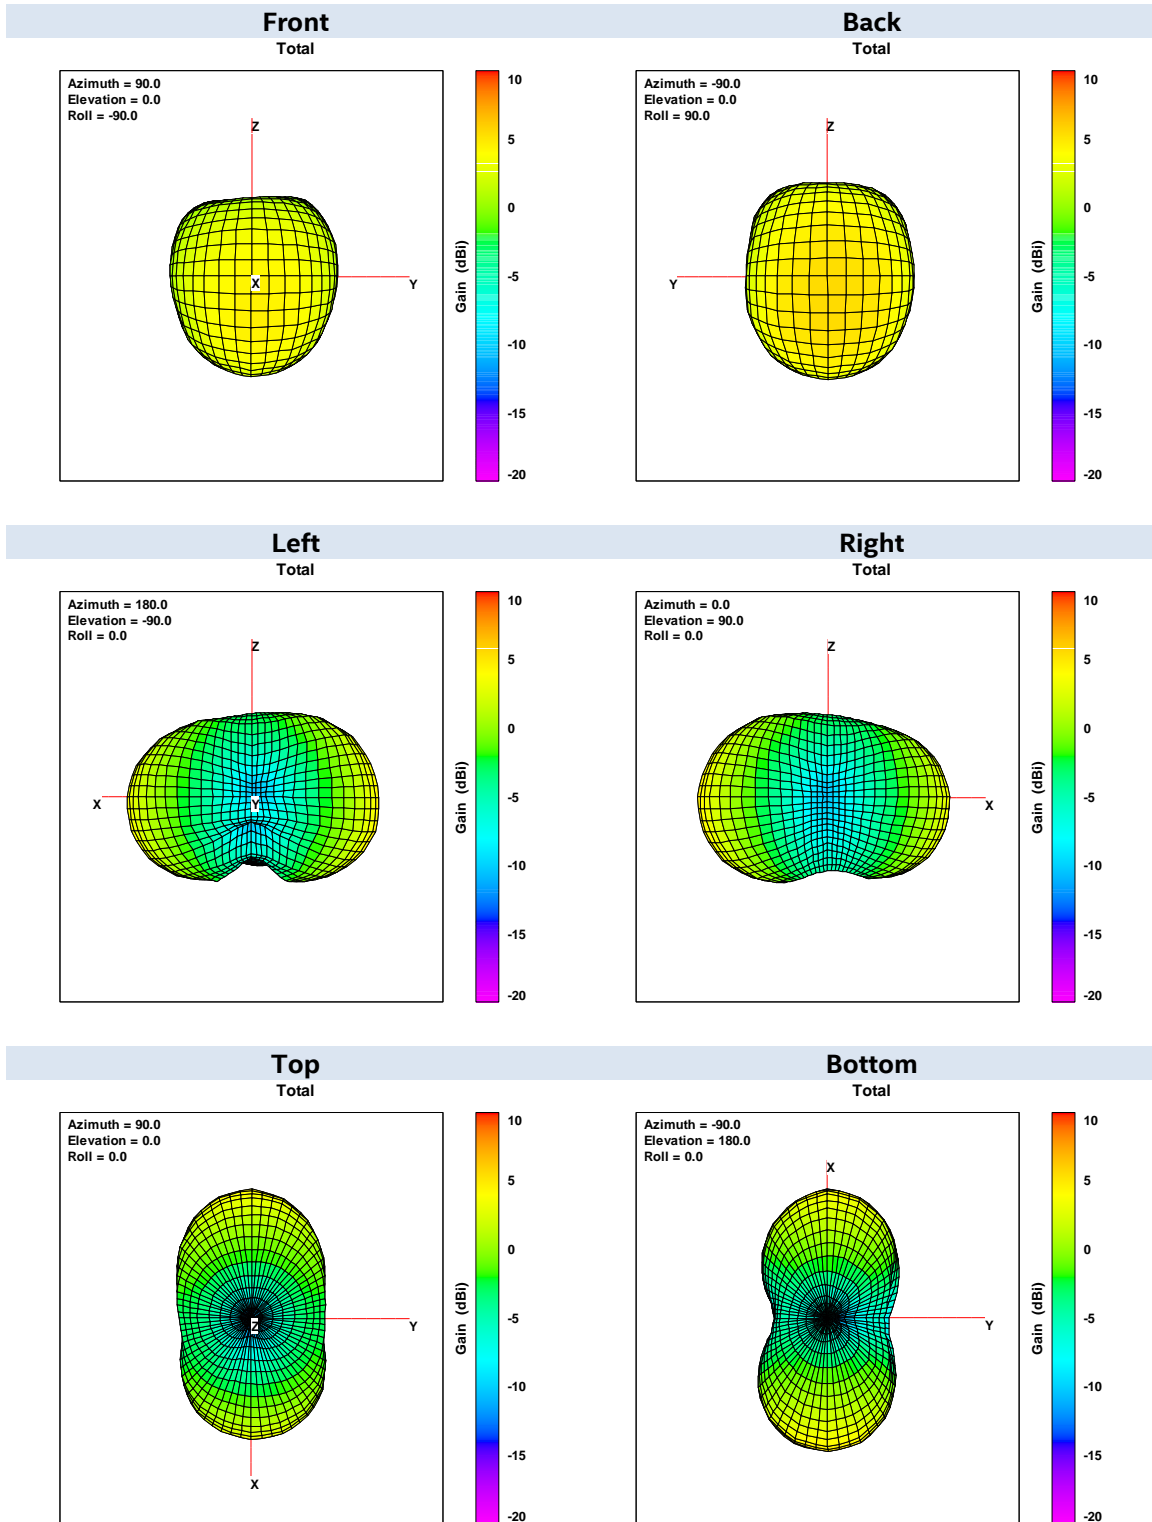 Front
Total
Azimuth = 90.0
Elevation = 0.0
Roll = -90.0
Z
X
Y
10
5
0
-5
-10
-15
-20
Gain (dBi)
Back
Total
Azimuth = -90.0
Elevation = 0.0
Roll = 90.0
Z
Y
10
5
0
-5
-10
-15
-20
Gain (dBi)
Left
Total
Azimuth = 180.0
Elevation = -90.0
Roll = 0.0
Z
X
Y
10
5
0
-5
-10
-15
-20
Gain (dBi)
Right
Total
Azimuth = 0.0
Elevation = 90.0
Roll = 0.0
Z
X
10
5
0
-5
-10
-15
-20
Gain (dBi)
Top
Total
Azimuth = 90.0
Elevation = 0.0
Roll = 0.0
Z
Y
X
10
5
0
-5
-10
-15
-20
Gain (dBi)
Bottom
Total
Azimuth = -90.0
Elevation = 180.0
Roll = 0.0
X
Y
10
5
0
-5
-10
-15
-20
Gain (dBi)